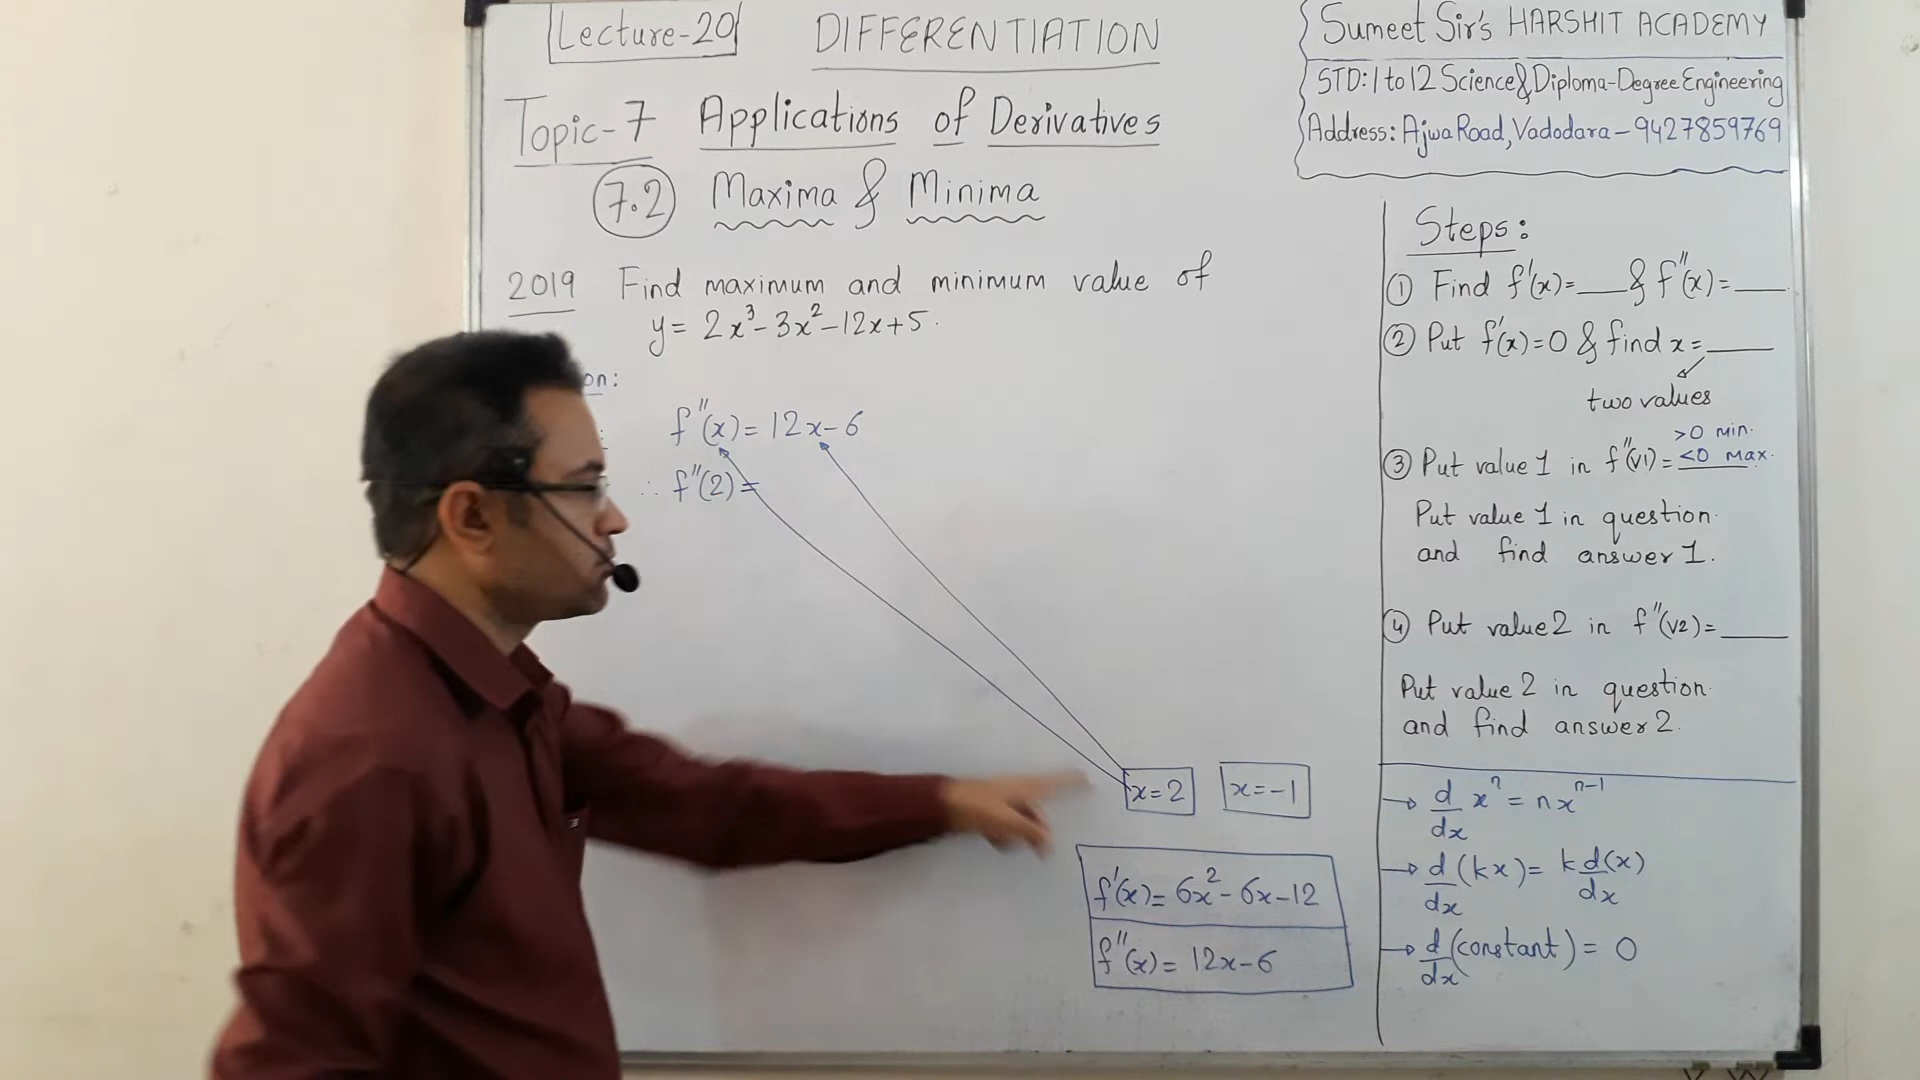 Lecture-20 DIFFERENTIATION
Topic-7 Applications of Derivatives
7.2 Maxima & Minima
2019 Find maximum and minimum value of
y = 2x³-3x²-12x+5.
on:
f''(x) = 12x-6
∴ f''(2) =
x=2 x=-1
f'(x) = 6x²-6x-12
f''(x) = 12x-6
Sumeet Sir's HARSHIT ACADEMY
STD: 1 to 12 Science & Diploma-Degree Engineering
Address: Ajwa Road, Vadodara - 9427859769
Steps:
① Find f'(x)=___ & f''(x)=___
② Put f'(x)=0 & find x=___
two values
>0 min.
③ Put value 1 in f''(v1)= <0 max.
Put value 1 in question
and find answer 1.
④ Put value 2 in f''(v2)=___
Put value 2 in question
and find answer 2.
→ d/dx xⁿ = nxⁿ⁻¹
→ d/dx (kx) = k d/dx (x)
→ d/dx (constant) = 0